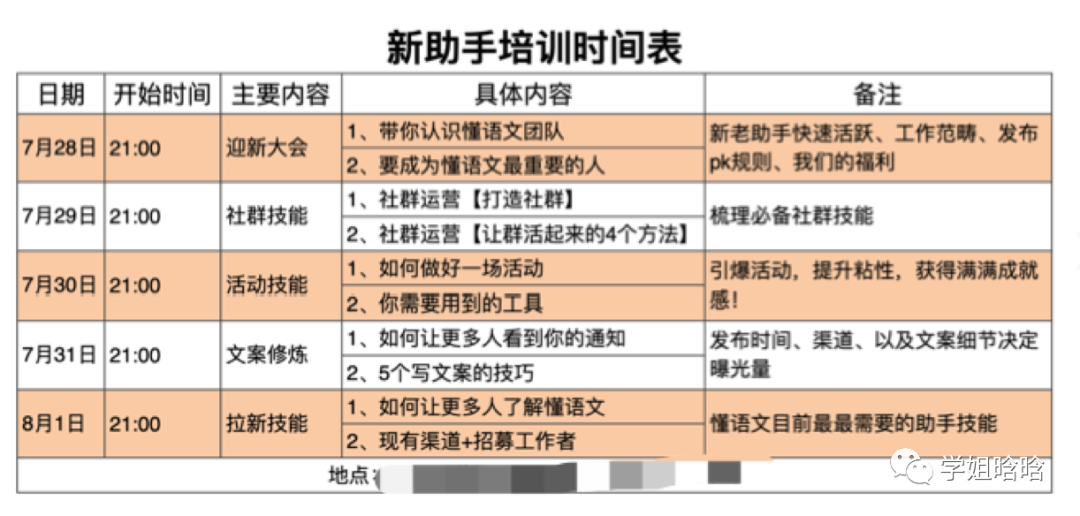 新助手培训时间表
日期 开始时间 主要内容 具体内容 备注
7月28日 21:00 迎新大会 1、带你认识懂语文团队
2、要成为懂语文最重要的人
新老助手快速活跃、工作范畴、发布
pk规则、我们的福利
7月29日 21:00 社群技能 1、社群运营【打造社群】
2、社群运营【让群活起来的4个方法】
梳理必备社群技能
7月30日 21:00 活动技能 1、如何做好一场活动
2、你需要用到的工具
引爆活动，提升粘性，获得满满成就
感！
7月31日 21:00 文案修炼 1、如何让更多人看到你的通知
2、5个写文案的技巧
发布时间、渠道、以及文案细节决定
曝光量
8月1日 21:00 拉新技能 1、如何让更多人了解懂语文
2、现有渠道+招募工作者
懂语文目前最最需要的助手技能
地点：
学姐晗晗